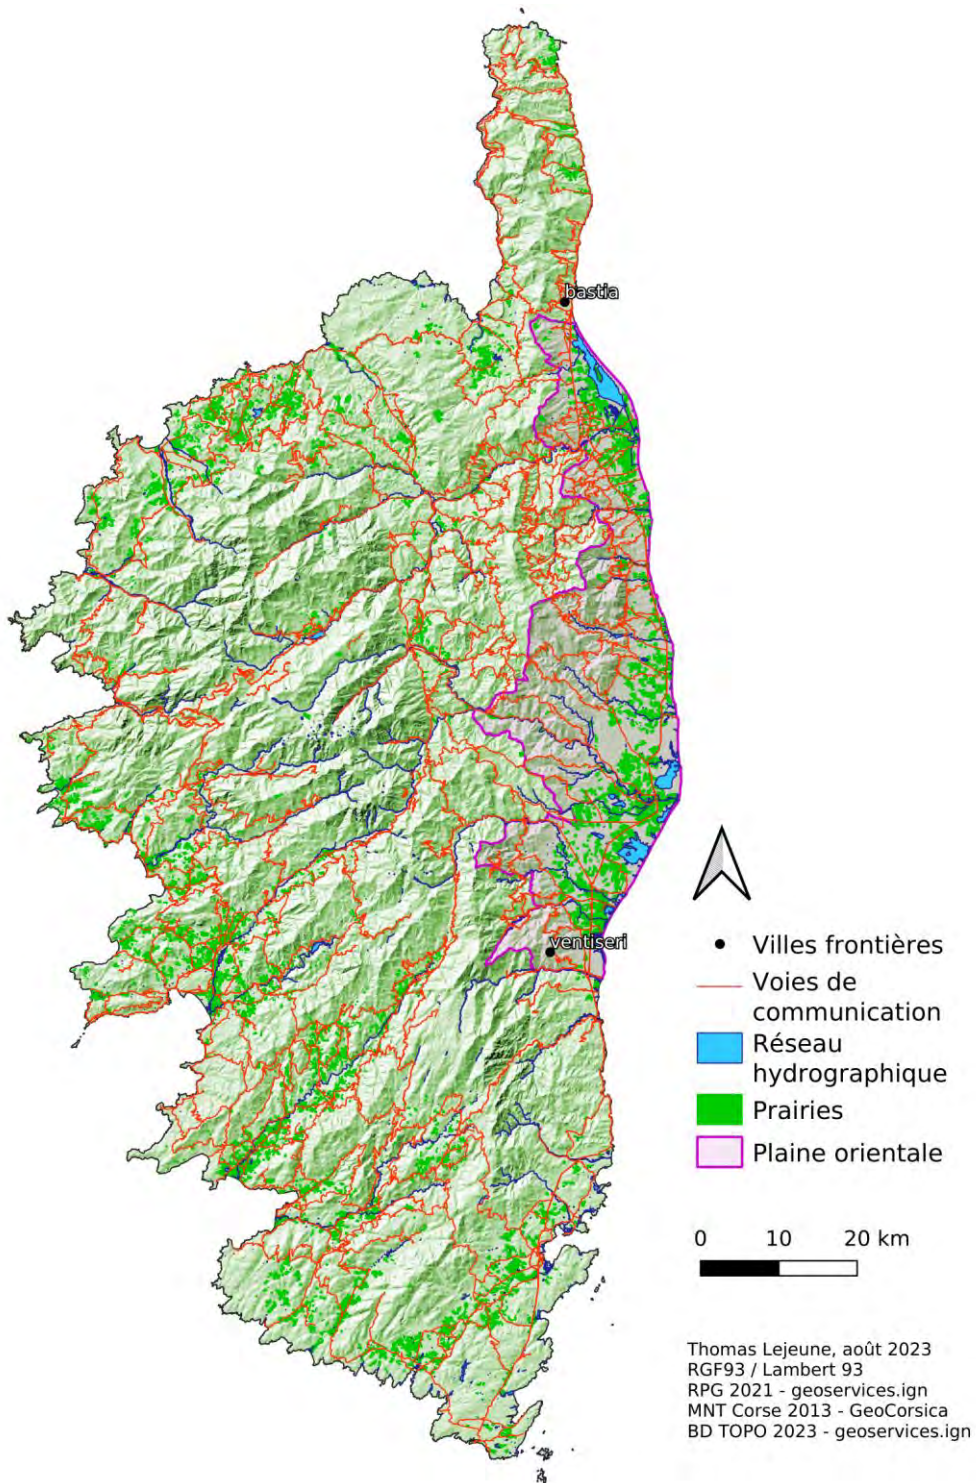 bastia
ventiseri
Villes frontières
Voies de
communication
Réseau
hydrographique
Prairies
Plaine orientale
0 10 20 km
Thomas Lejeune, août 2023
RGF93 / Lambert 93
RPG 2021 - geoservices.ign
MNT Corse 2013 - GeoCorsica
BD TOPO 2023 - geoservices.ign